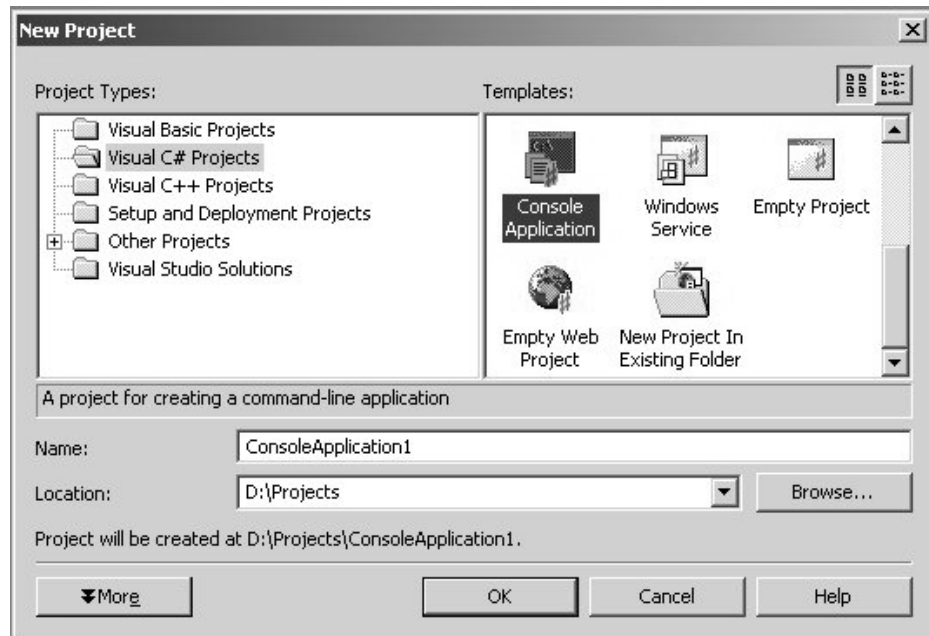 New Project
Project Types:
Templates:
Visual Basic Projects
Visual C# Projects
Visual C++ Projects
Setup and Deployment Projects
Other Projects
Visual Studio Solutions
Console
Application
Windows
Service
Empty Project
Empty Web
Project
New Project In
Existing Folder
A project for creating a command-line application
Name:
ConsoleApplication1
Location:
D:\Projects
Browse...
Project will be created at D:\Projects\ConsoleApplication1.
More
OK
Cancel
Help